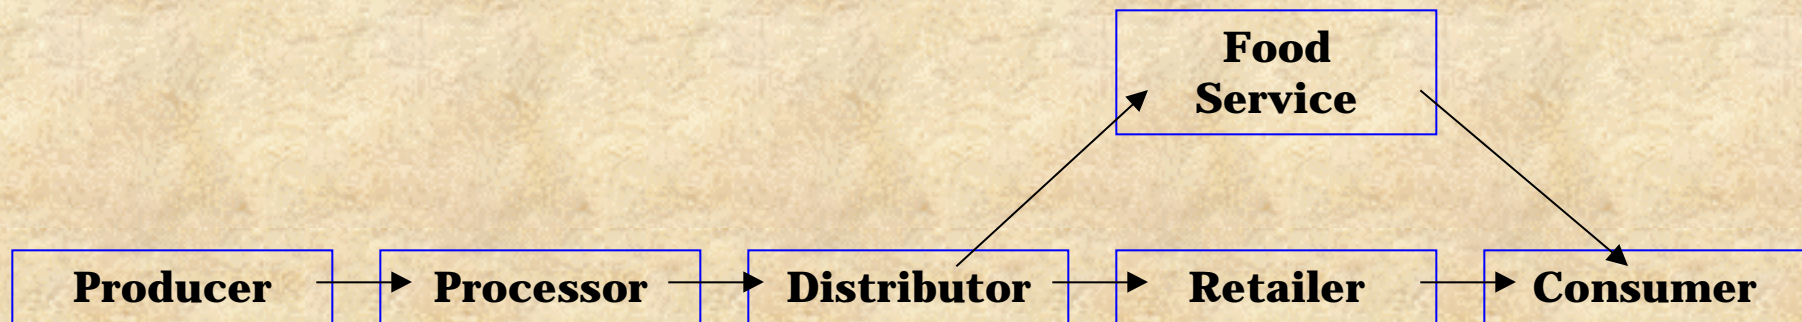 Food
Service
Producer
Processor
Distributor
Retailer
Consumer